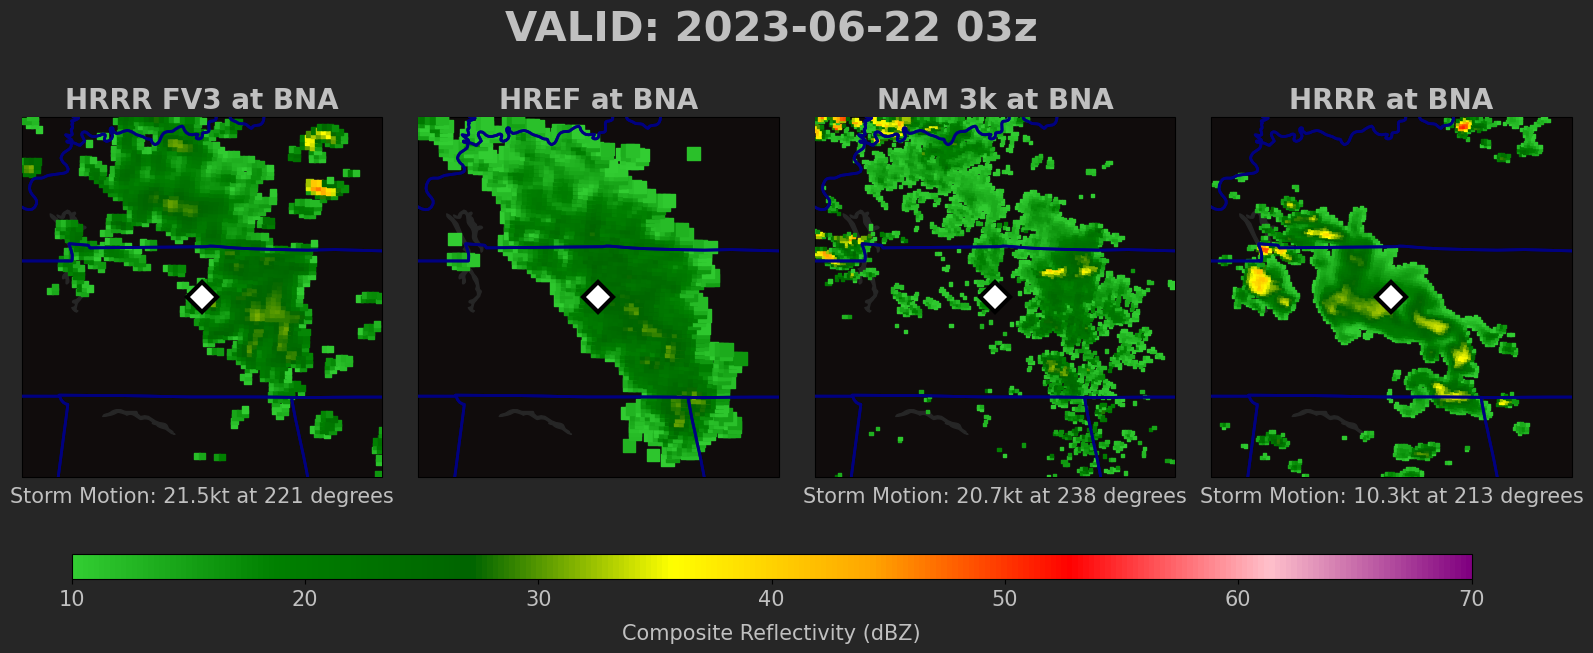 VALID: 2023-06-22 03z
HRRR FV3 at BNA
HREF at BNA
NAM 3k at BNA
HRRR at BNA
Storm Motion: 21.5kt at 221 degrees
Storm Motion: 20.7kt at 238 degrees
Storm Motion: 10.3kt at 213 degrees
10 20 30 40 50 60 70
Composite Reflectivity (dBZ)